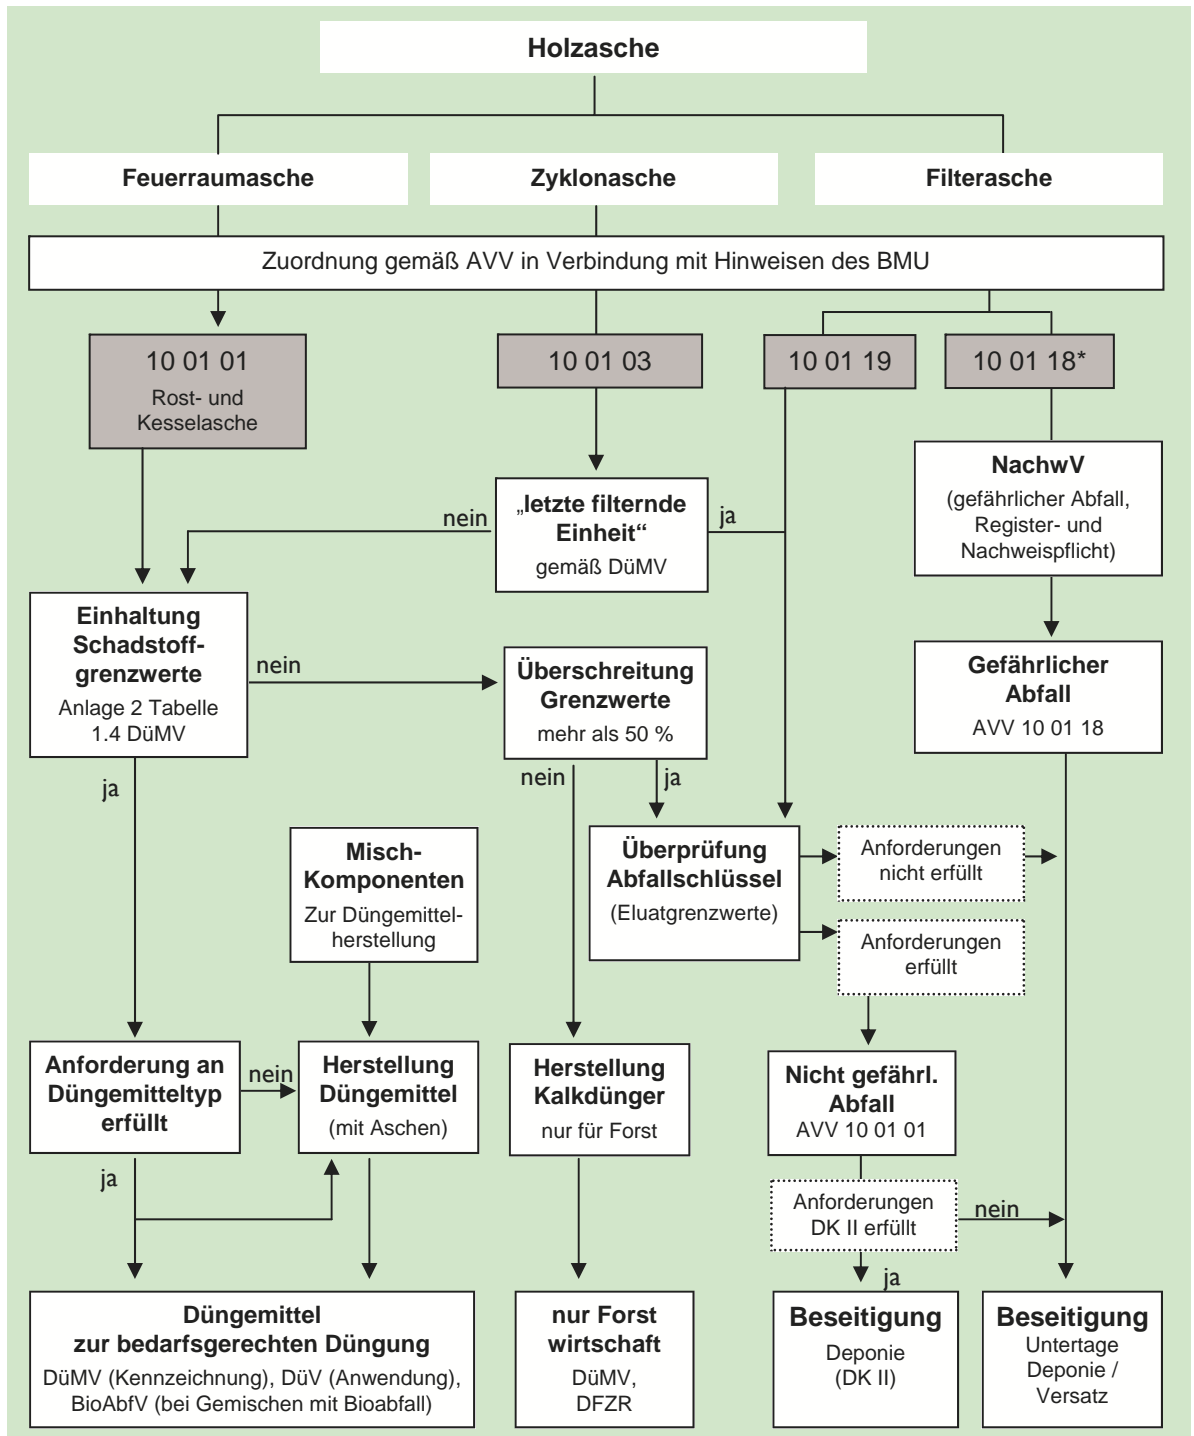 Holzasche
Feuerraumasche
Zyklonasche
Filterasche
Zuordnung gemäß AVV in Verbindung mit Hinweisen des BMU
10 01 01
Rost- und
Kesselasche
10 01 03
10 01 19
10 01 18*
NachwV
(gefährlicher Abfall,
Register- und
Nachweispflicht)
„letzte filternde
Einheit“
gemäß DüMV
nein
ja
Einhaltung
Schadstoff-
grenzwerte
Anlage 2 Tabelle
1.4 DüMV
nein
Überschreitung
Grenzwerte
mehr als 50 %
Gefährlicher
Abfall
AVV 10 01 18
ja
nein
ja
Misch-
Komponenten
Zur Düngemittel-
herstellung
Überprüfung
Abfallschlüssel
(Eluatgrenzwerte)
Anforderungen
nicht erfüllt
Anforderungen
erfüllt
Anforderung an
Düngemitteltyp
erfüllt
nein
Herstellung
Düngemittel
(mit Aschen)
Herstellung
Kalkdünger
nur für Forst
Nicht gefährl.
Abfall
AVV 10 01 01
ja
Anforderungen
DK II erfüllt
nein
ja
Düngemittel
zur bedarfsgerechten Düngung
DüMV (Kennzeichnung), DüV (Anwendung),
BioAbfV (bei Gemischen mit Bioabfall)
nur Forst
wirtschaft
DüMV,
DFZR
Beseitigung
Deponie
(DK II)
Beseitigung
Untertage
Deponie /
Versatz